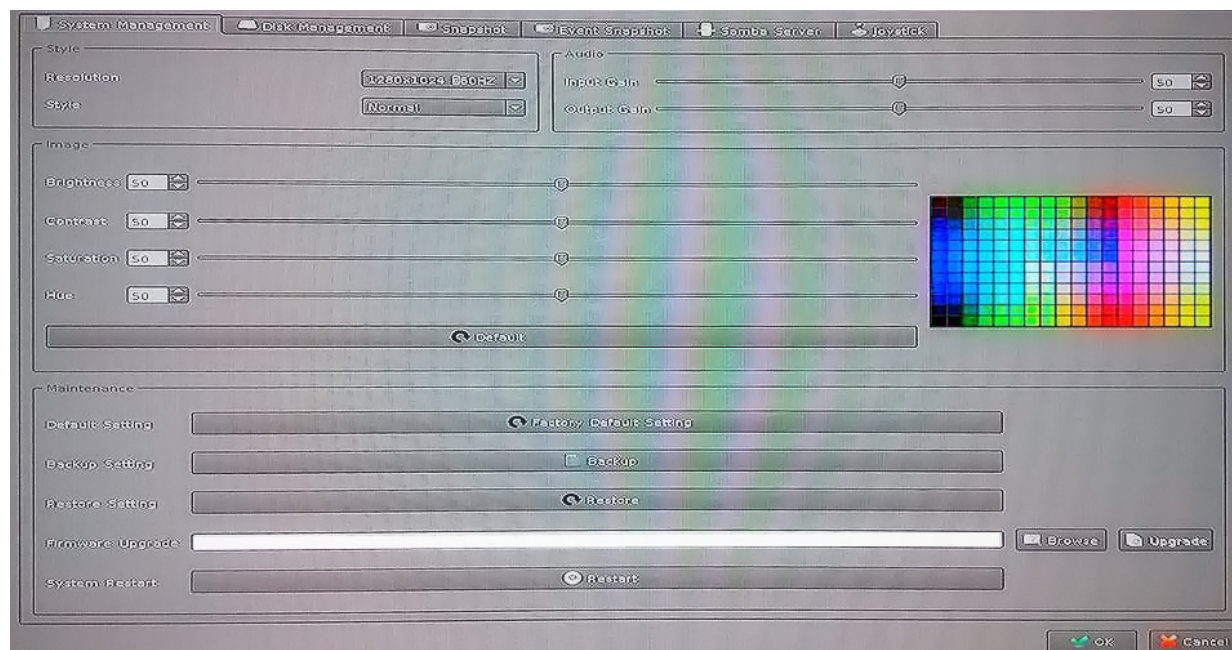 System Management Disk Management Snapshot Event Snapshot Samba Server Joystick
Style
Resolution 1280x1024 @60HZ
Style Normal
Audio
Input Gain 50
Output Gain 50
Image
Brightness 50
Contrast 50
Saturation 50
Hue 50
Default
Maintenance
Default Setting Factory Default Setting
Backup Setting Backup
Restore Setting Restore
Firmware Upgrade Browse Upgrade
System Restart Restart
OK Cancel